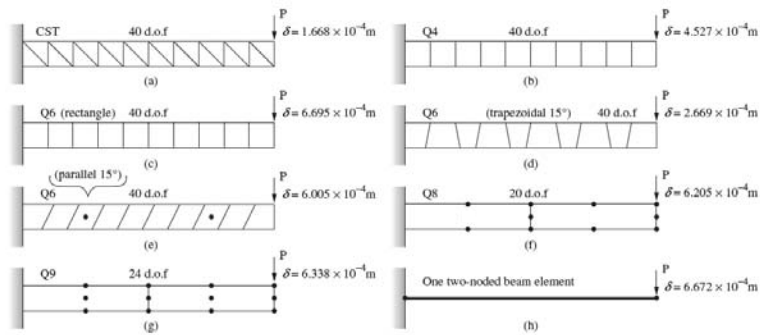 CST 40 d.o.f P
δ = 1.668 × 10⁻⁴m
(a)
Q4 40 d.o.f P
δ = 4.527 × 10⁻⁴m
(b)
Q6 (rectangle) 40 d.o.f P
δ = 6.695 × 10⁻⁴m
(c)
Q6 (trapezoidal 15°) 40 d.o.f P
δ = 2.669 × 10⁻⁴m
(d)
(parallel 15°)
Q6 40 d.o.f P
δ = 6.005 × 10⁻⁴m
(e)
Q8 20 d.o.f P
δ = 6.205 × 10⁻⁴m
(f)
Q9 24 d.o.f P
δ = 6.338 × 10⁻⁴m
(g)
One two-noded beam element P
δ = 6.672 × 10⁻⁴m
(h)